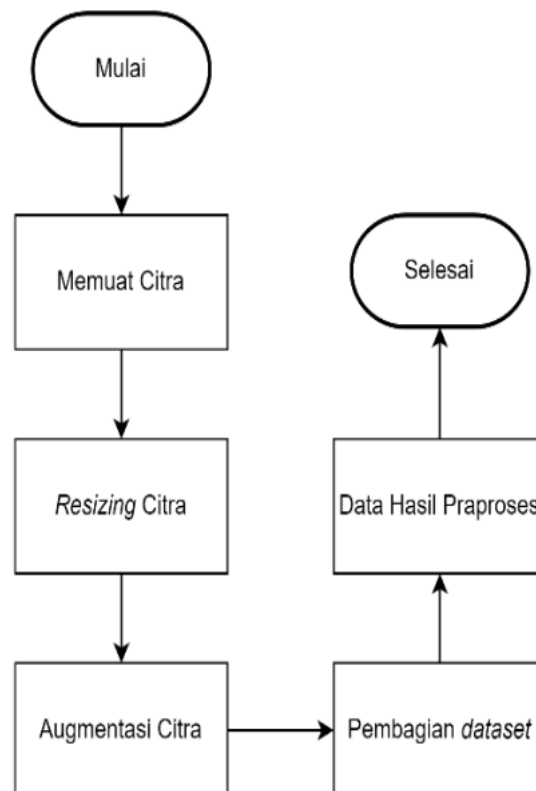 Mulai
Memuat Citra
Resizing Citra
Augmentasi Citra
Pembagian dataset
Data Hasil Praproses
Selesai